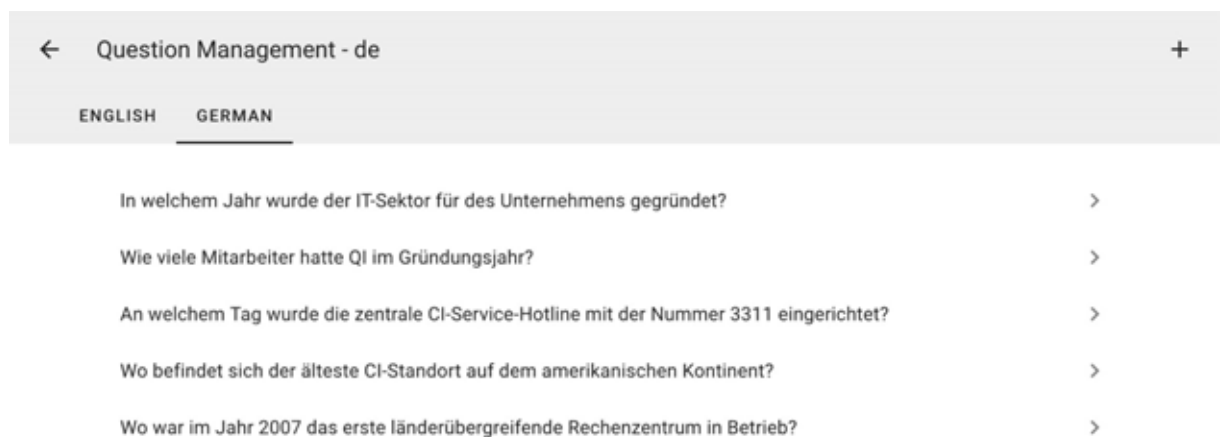 Question Management - de
ENGLISH GERMAN
In welchem Jahr wurde der IT-Sektor für des Unternehmens gegründet?
Wie viele Mitarbeiter hatte QI im Gründungsjahr?
An welchem Tag wurde die zentrale CI-Service-Hotline mit der Nummer 3311 eingerichtet?
Wo befindet sich der älteste CI-Standort auf dem amerikanischen Kontinent?
Wo war im Jahr 2007 das erste länderübergreifende Rechenzentrum in Betrieb?